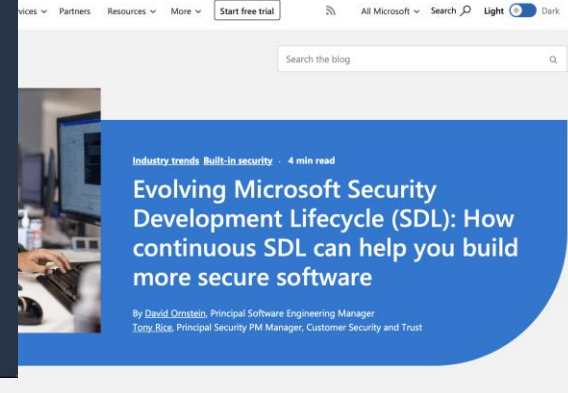 Partners Resources More Start free trial All Microsoft Search Light Dark
Search the blog
Industry trends Built-in security · 4 min read
Evolving Microsoft Security
Development Lifecycle (SDL): How
continuous SDL can help you build
more secure software
By David Ornstein, Principal Software Engineering Manager
Tony Rice, Principal Security PM Manager, Customer Security and Trust